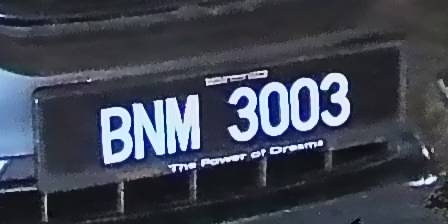 BNM 3003
The Power of Dreams